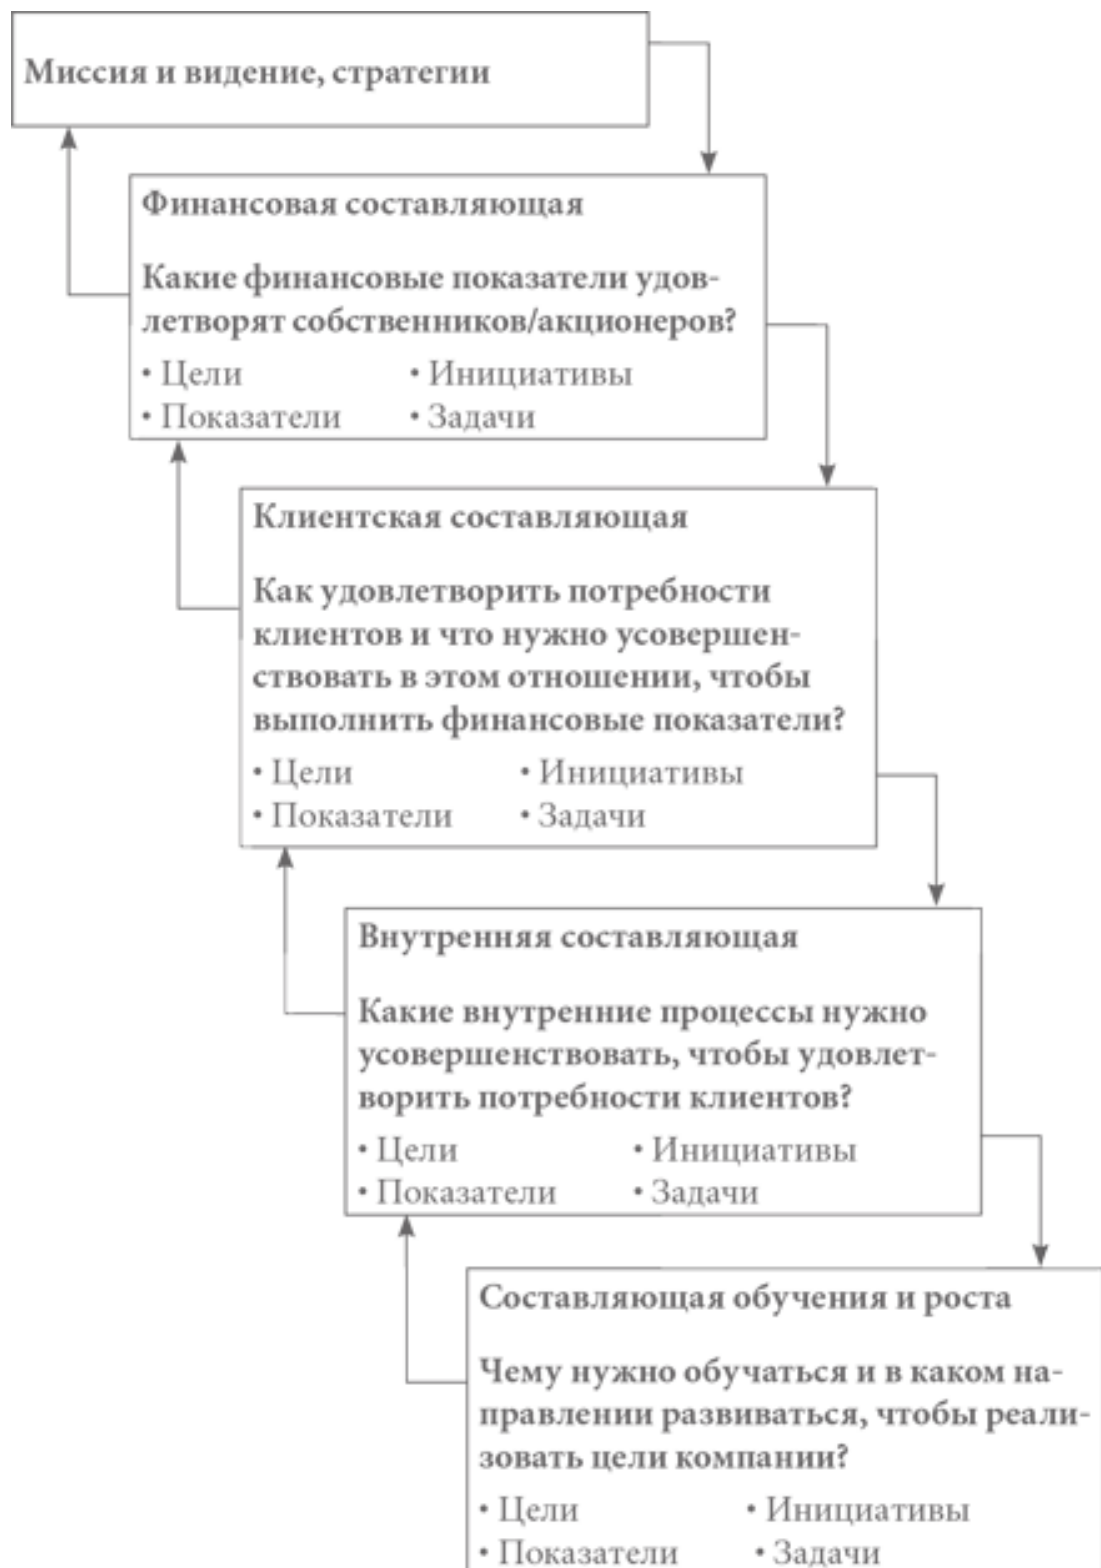 Миссия и видение, стратегии
Финансовая составляющая
Какие финансовые показатели удов-
летворят собственников/акционеров?
• Цели • Инициативы
• Показатели • Задачи
Клиентская составляющая
Как удовлетворить потребности
клиентов и что нужно усовершен-
ствовать в этом отношении, чтобы
выполнить финансовые показатели?
• Цели • Инициативы
• Показатели • Задачи
Внутренняя составляющая
Какие внутренние процессы нужно
усовершенствовать, чтобы удовлет-
ворить потребности клиентов?
• Цели • Инициативы
• Показатели • Задачи
Составляющая обучения и роста
Чему нужно обучаться и в каком на-
правлении развиваться, чтобы реали-
зовать цели компании?
• Цели • Инициативы
• Показатели • Задачи